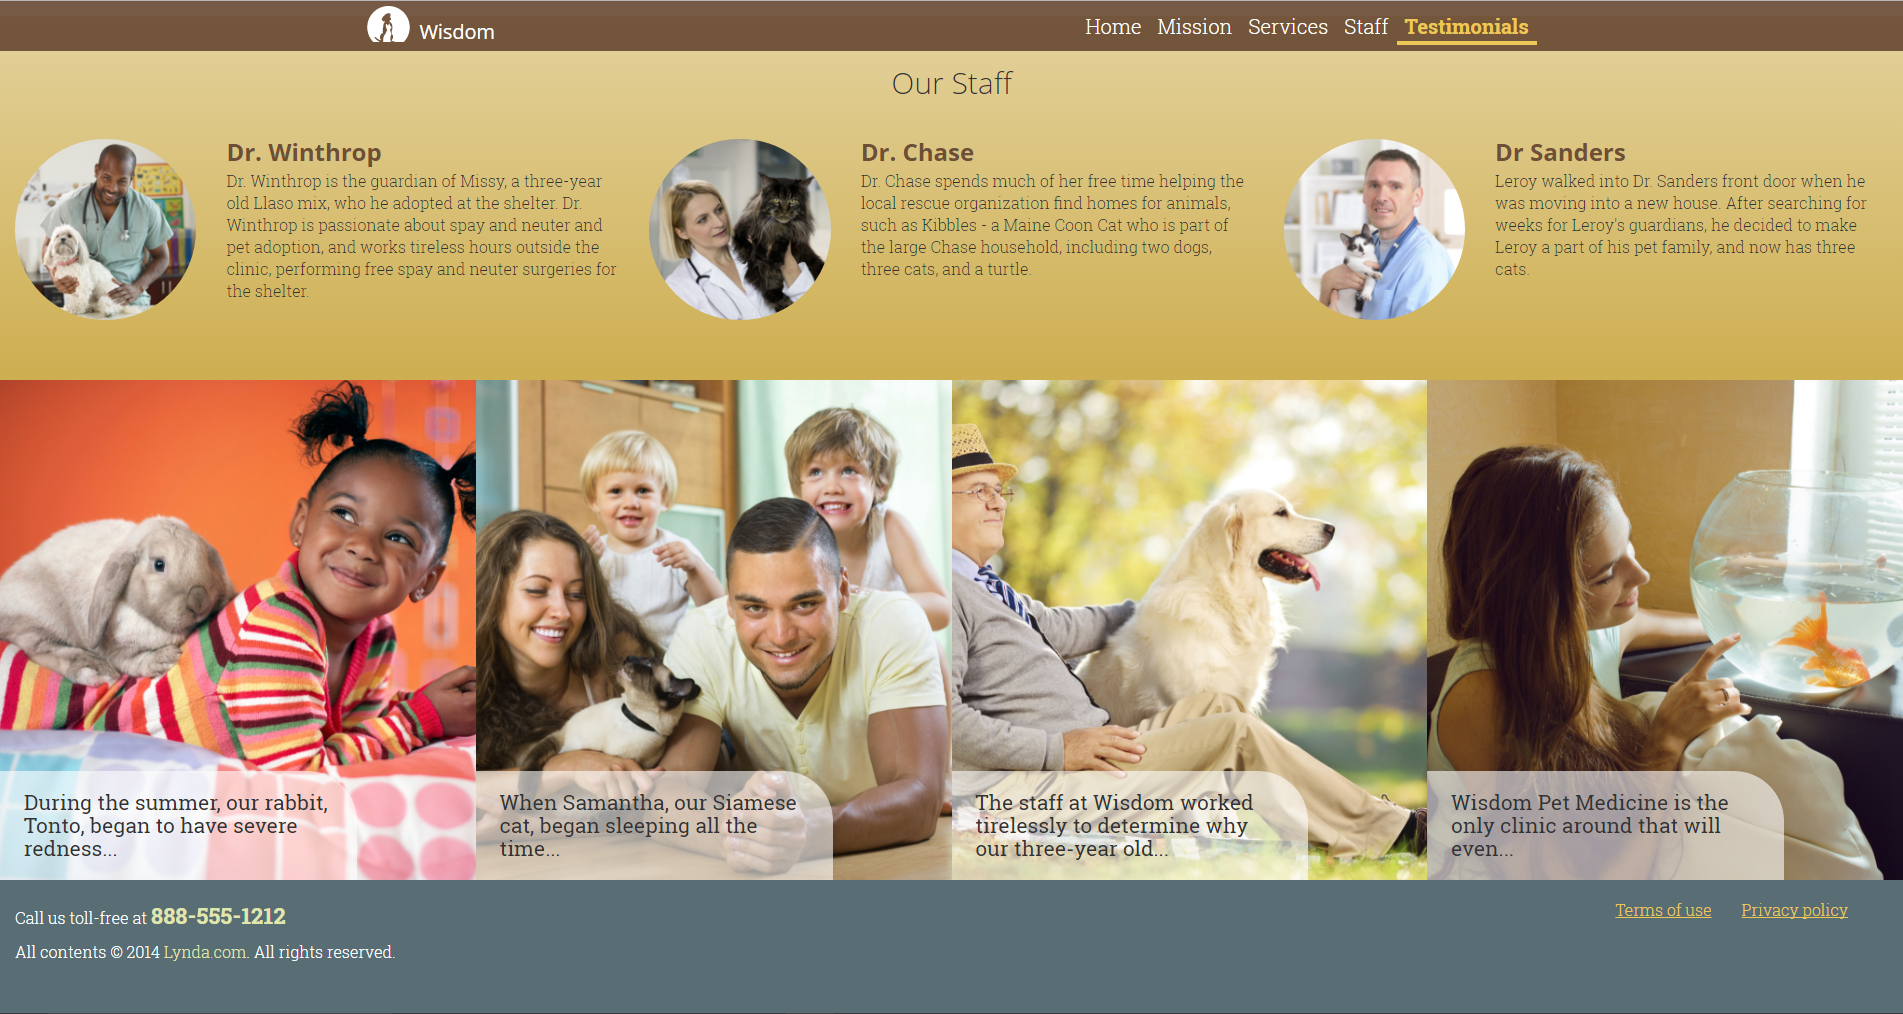 Wisdom
Home Mission Services Staff Testimonials
Our Staff
Dr. Winthrop
Dr. Winthrop is the guardian of Missy, a three-year
old Llaso mix, who he adopted at the shelter. Dr.
Winthrop is passionate about spay and neuter and
pet adoption, and works tireless hours outside the
clinic, performing free spay and neuter surgeries for
the shelter.
Dr. Chase
Dr. Chase spends much of her free time helping the
local rescue organization find homes for animals,
such as Kibbles - a Maine Coon Cat who is part of
the large Chase household, including two dogs,
three cats, and a turtle.
Dr Sanders
Leroy walked into Dr. Sanders front door when he
was moving into a new house. After searching for
weeks for Leroy's guardians, he decided to make
Leroy a part of his pet family, and now has three
cats.
During the summer, our rabbit,
Tonto, began to have severe
redness...
When Samantha, our Siamese
cat, began sleeping all the
time...
The staff at Wisdom worked
tirelessly to determine why
our three-year old...
Wisdom Pet Medicine is the
only clinic around that will
even...
Call us toll-free at 888-555-1212
All contents © 2014 Lynda.com. All rights reserved.
Terms of use Privacy policy